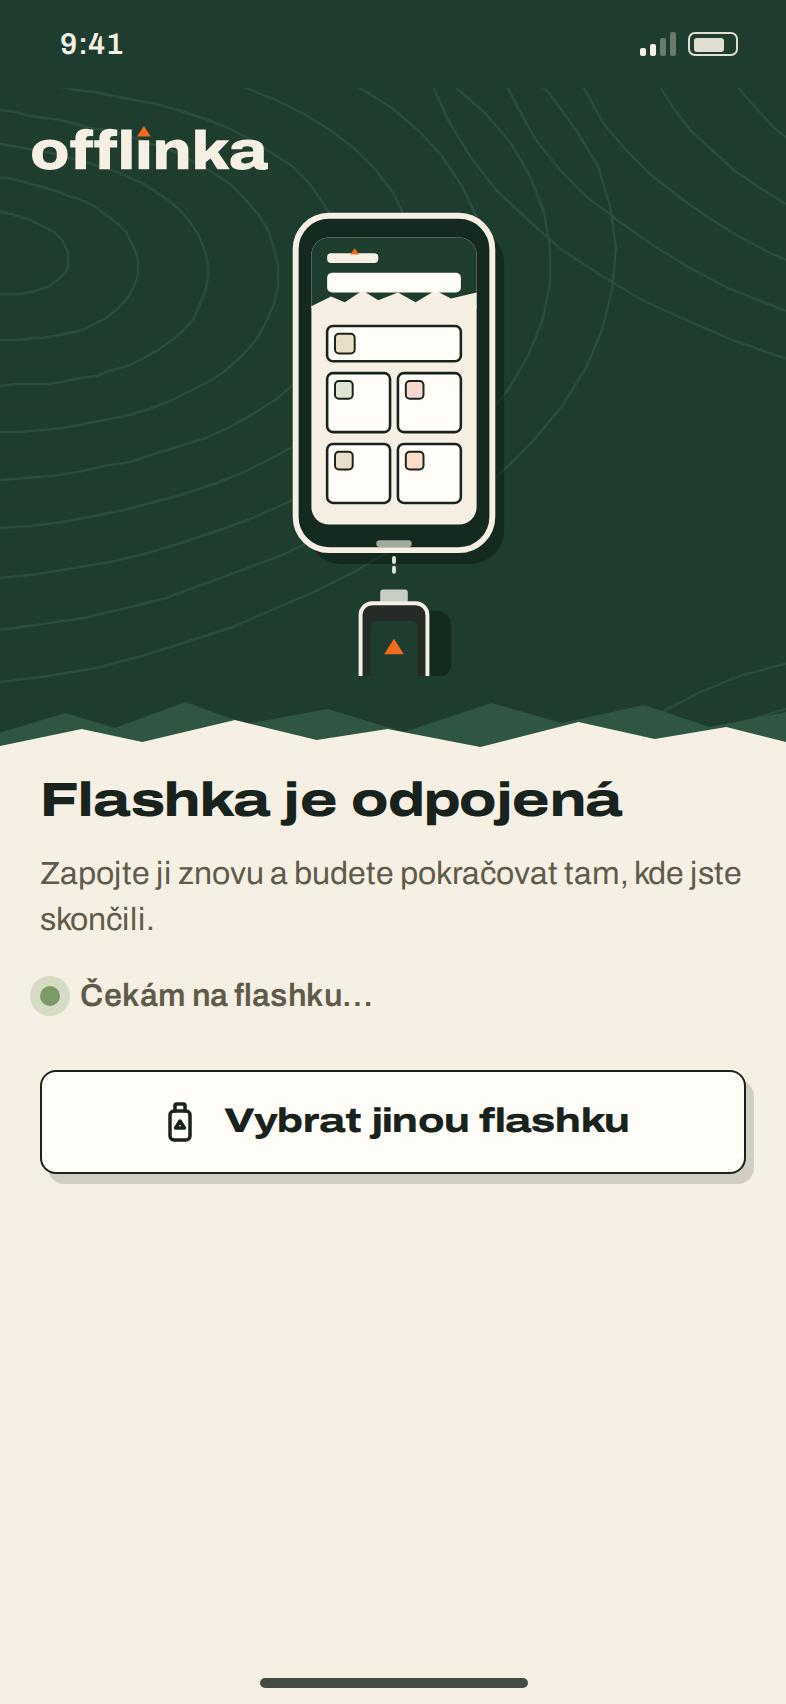 9:41
offlinka
Flashka je odpojená
Zapojte ji znovu a budete pokračovat tam, kde jste
skončili.
Čekám na flashku…
Vybrat jinou flashku